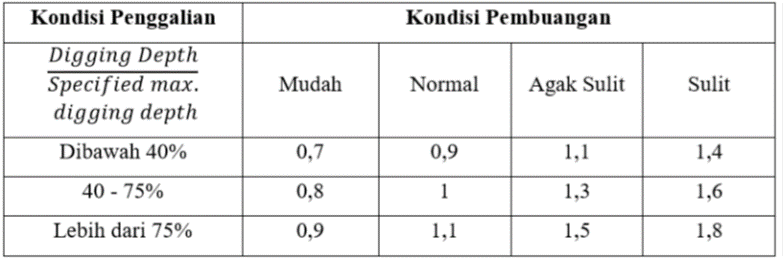 Kondisi Penggalian Kondisi Pembuangan
Digging Depth
Specified max.
digging depth
Mudah Normal Agak Sulit Sulit
Dibawah 40% 0,7 0,9 1,1 1,4
40 - 75% 0,8 1 1,3 1,6
Lebih dari 75% 0,9 1,1 1,5 1,8